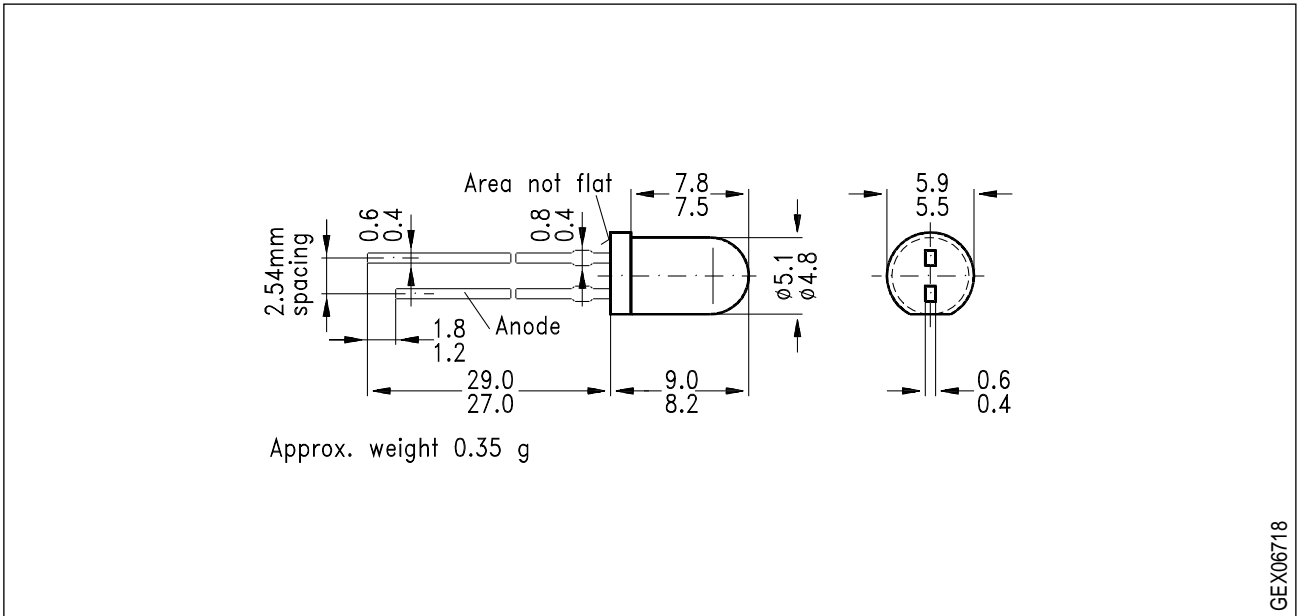 Area not flat
7.8
7.5
5.9
5.5
0.6
0.4
0.8
0.4
2.54mm
spacing
ø5.1
ø4.8
Anode
1.8
1.2
29.0
27.0
9.0
8.2
0.6
0.4
Approx. weight 0.35 g
GEX06718